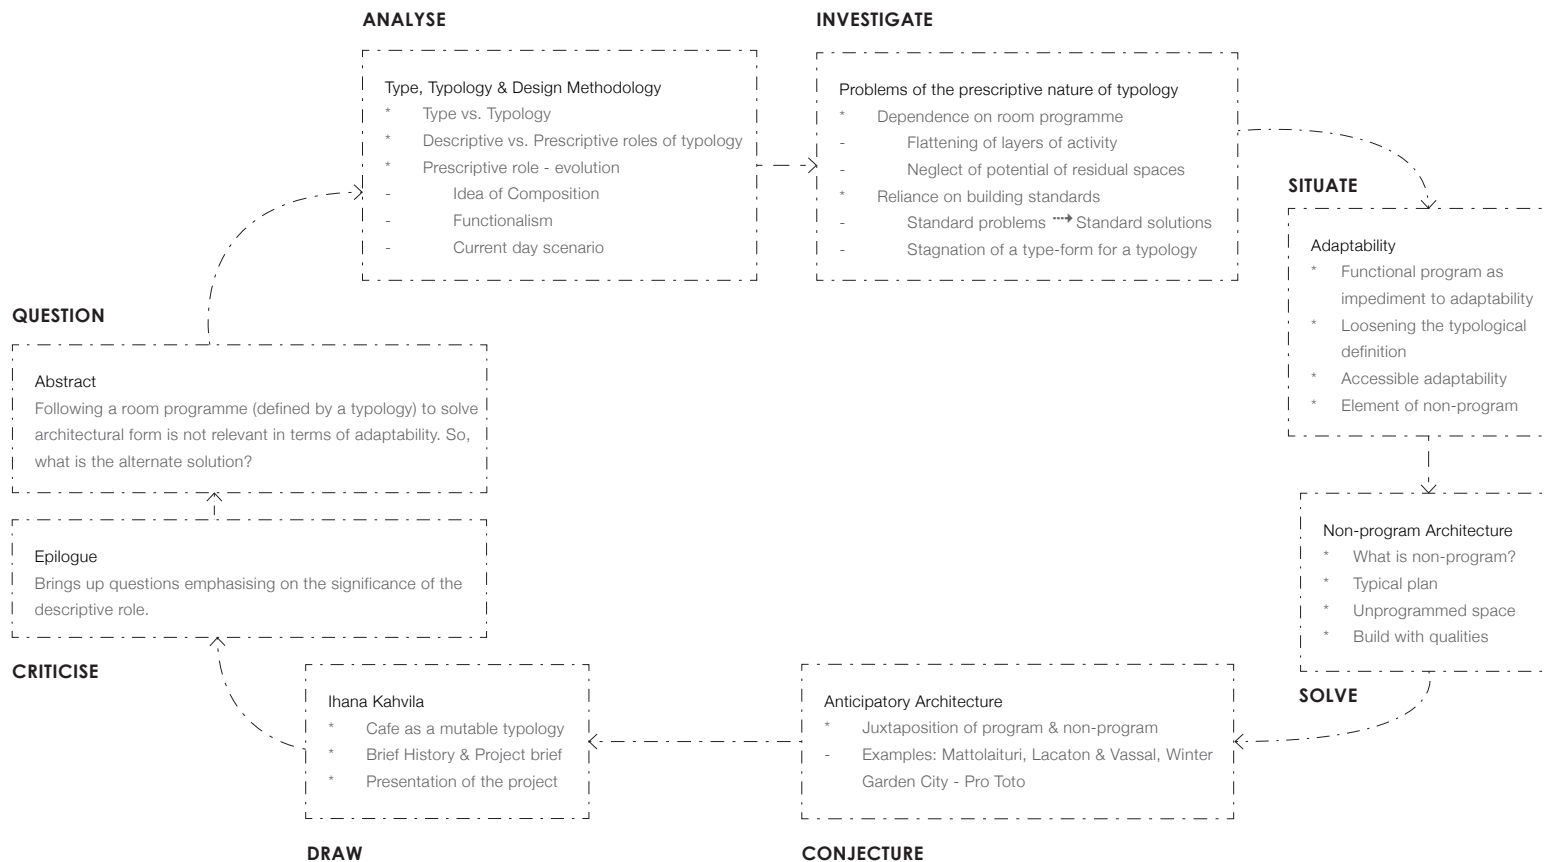 ANALYSE
Type, Typology & Design Methodology
* Type vs. Typology
* Descriptive vs. Prescriptive roles of typology
* Prescriptive role - evolution
- Idea of Composition
- Functionalism
- Current day scenario
INVESTIGATE
Problems of the prescriptive nature of typology
* Dependence on room programme
- Flattening of layers of activity
- Neglect of potential of residual spaces
* Reliance on building standards
- Standard problems ⇢ Standard solutions
- Stagnation of a type-form for a typology
SITUATE
Adaptability
* Functional program as
impediment to adaptability
* Loosening the typological
definition
* Accessible adaptability
* Element of non-program
Non-program Architecture
* What is non-program?
* Typical plan
* Unprogrammed space
* Build with qualities
SOLVE
Anticipatory Architecture
* Juxtaposition of program & non-program
- Examples: Mattolaituri, Lacaton & Vassal, Winter
Garden City - Pro Toto
CONJECTURE
Ihana Kahvila
* Cafe as a mutable typology
* Brief History & Project brief
* Presentation of the project
DRAW
QUESTION
Abstract
Following a room programme (defined by a typology) to solve
architectural form is not relevant in terms of adaptability. So,
what is the alternate solution?
Epilogue
Brings up questions emphasising on the significance of the
descriptive role.
CRITICISE